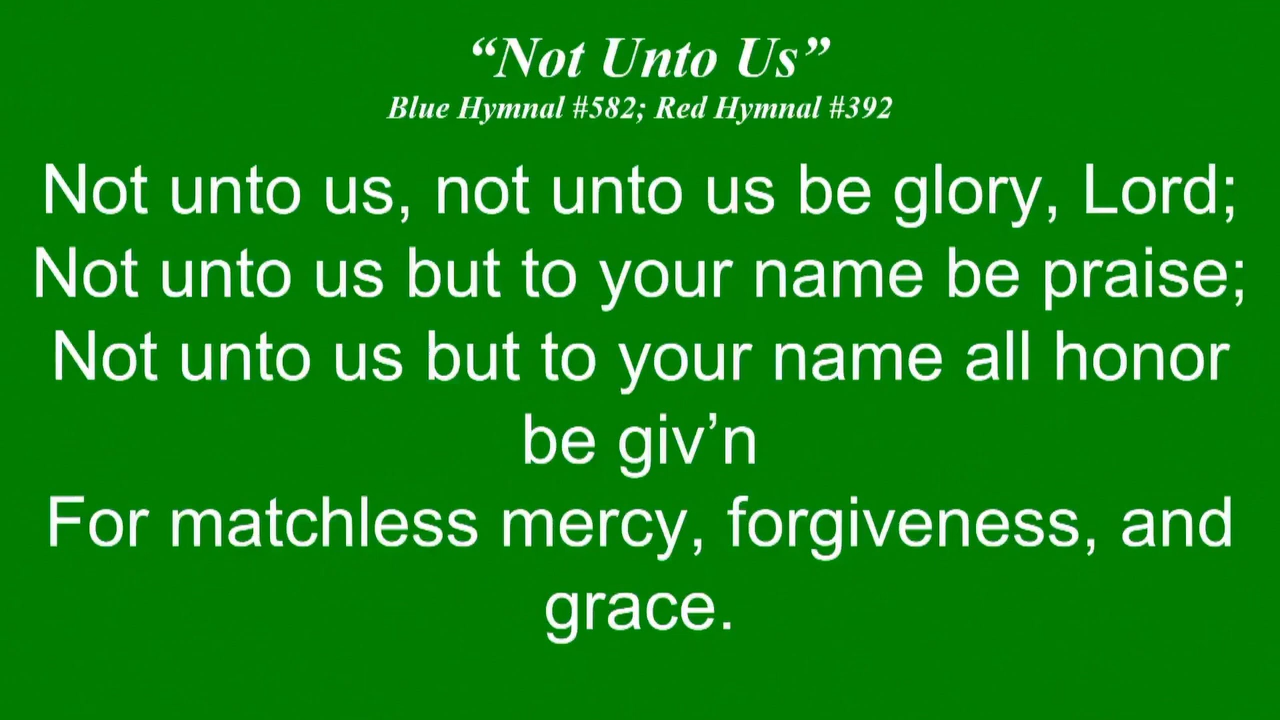 “Not Unto Us”
Blue Hymnal #582; Red Hymnal #392
Not unto us, not unto us be glory, Lord;
Not unto us but to your name be praise;
Not unto us but to your name all honor
be giv’n
For matchless mercy, forgiveness, and
grace.